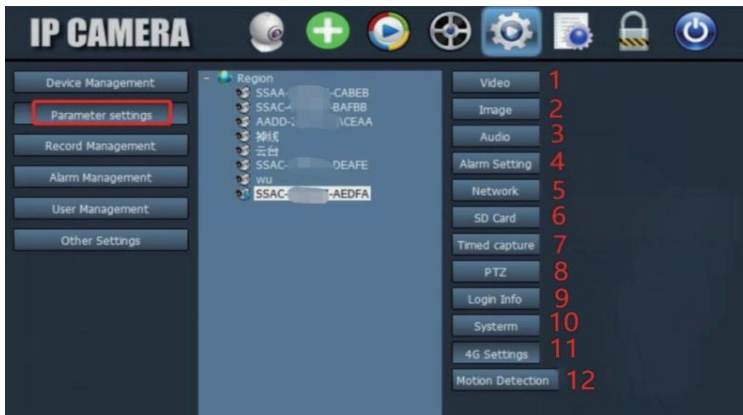 IP CAMERA
Device Management
Parameter settings
Record Management
Alarm Management
User Management
Other Settings
Region
SSAA- -CABEB
SSAC- -BAFBB
AADD- ACEAA
掉线
云台
SSAC- DEAFE
wu
SSAC- -AEDFA
Video 1
Image 2
Audio 3
Alarm Setting 4
Network 5
SD Card 6
Timed capture 7
PTZ 8
Login Info 9
Systerm 10
4G Settings 11
Motion Detection 12